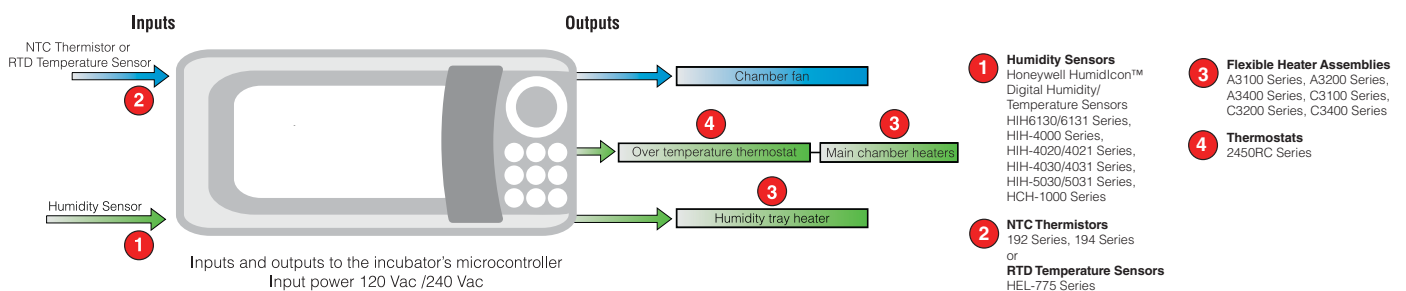 Inputs
Outputs
NTC Thermistor or
RTD Temperature Sensor
2
Humidity Sensor
1
Chamber fan
4
3
Over temperature thermostat
Main chamber heaters
3
Humidity tray heater
Inputs and outputs to the incubator's microcontroller
Input power 120 Vac /240 Vac
1
Humidity Sensors
Honeywell HumidIcon™
Digital Humidity/
Temperature Sensors
HIH6130/6131 Series,
HIH-4000 Series,
HIH-4020/4021 Series,
HIH-4030/4031 Series,
HIH-5030/5031 Series,
HCH-1000 Series
2
NTC Thermistors
192 Series, 194 Series
or
RTD Temperature Sensors
HEL-775 Series
3
Flexible Heater Assemblies
A3100 Series, A3200 Series,
A3400 Series, C3100 Series,
C3200 Series, C3400 Series
4
Thermostats
2450RC Series